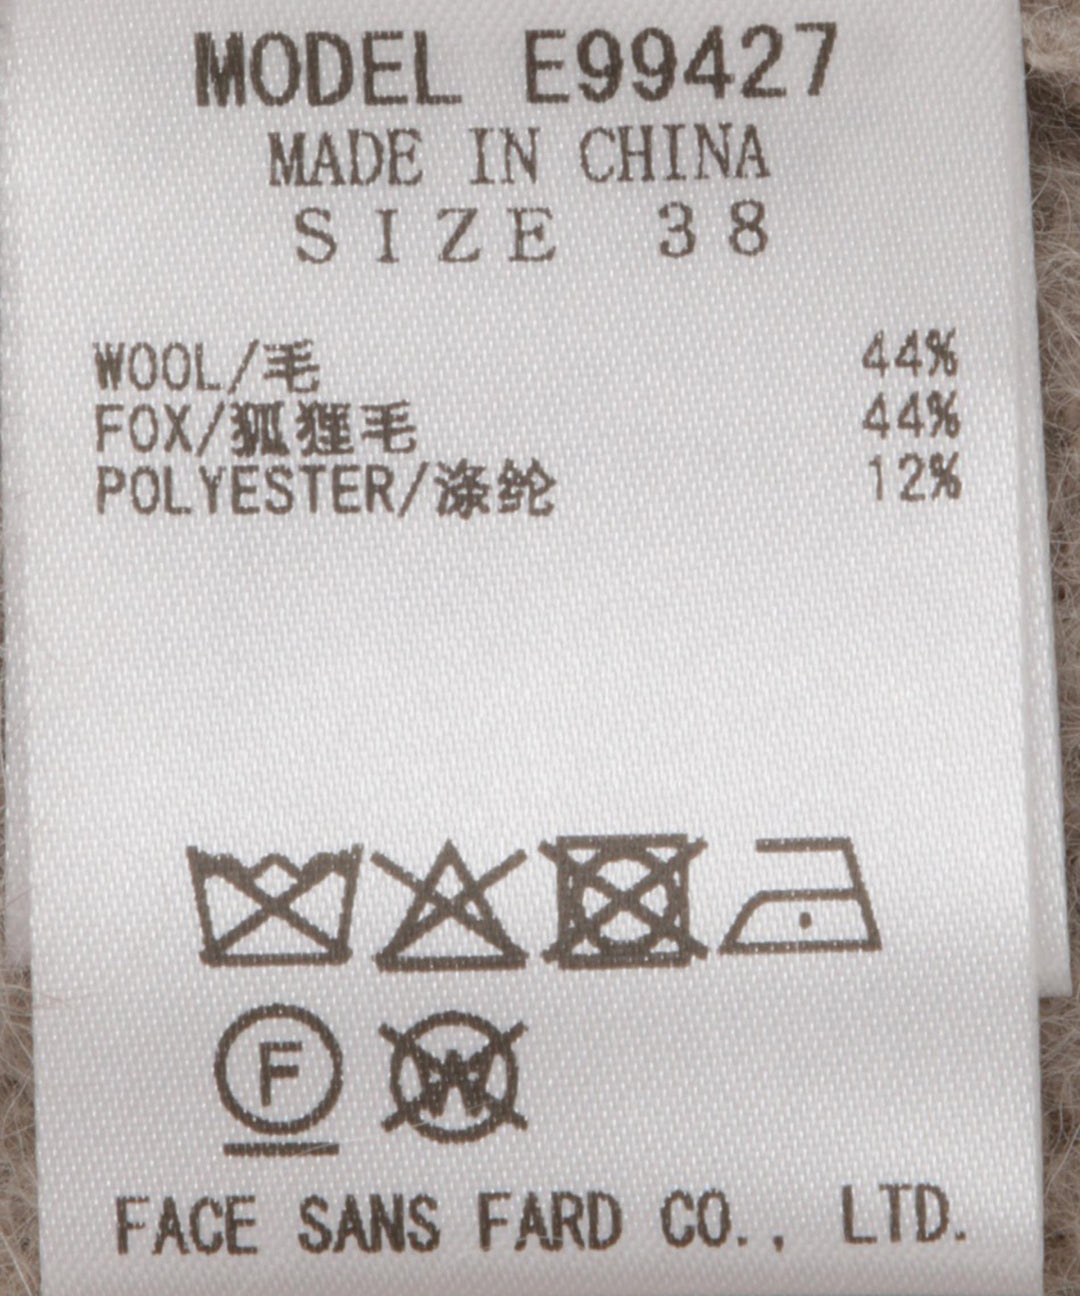 MODEL E99427
MADE IN CHINA
SIZE 38
WOOL/毛 44%
FOX/狐狸毛 44%
POLYESTER/涤纶 12%
F W
FACE SANS FARD CO., LTD.